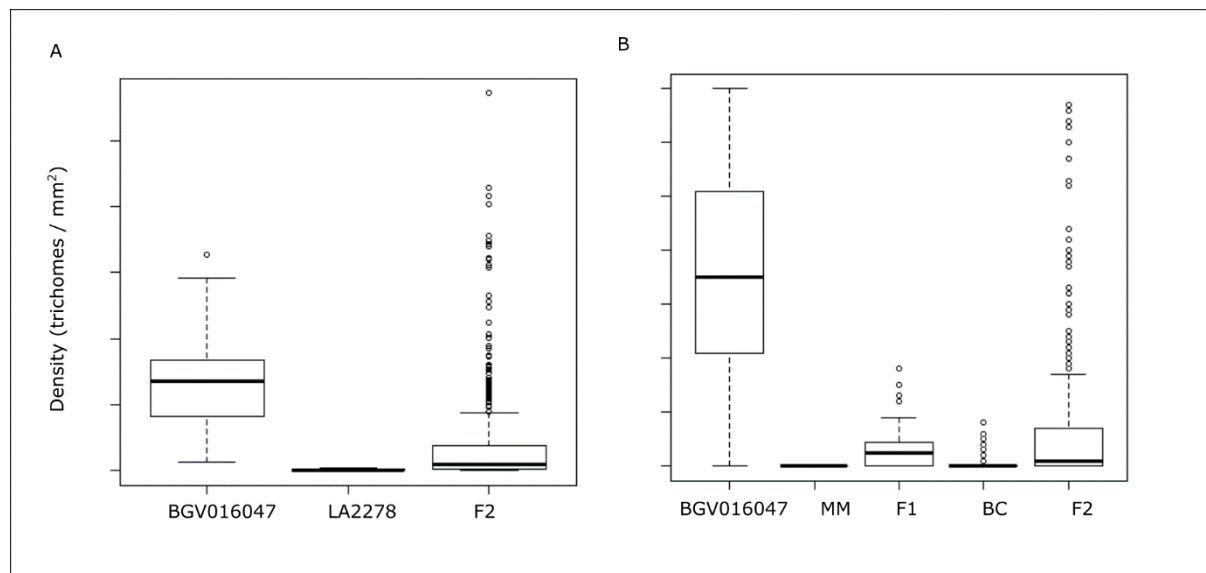 A
B
Density (trichomes / mm²)
BGV016047 LA2278 F2
BGV016047 MM F1 BC F2